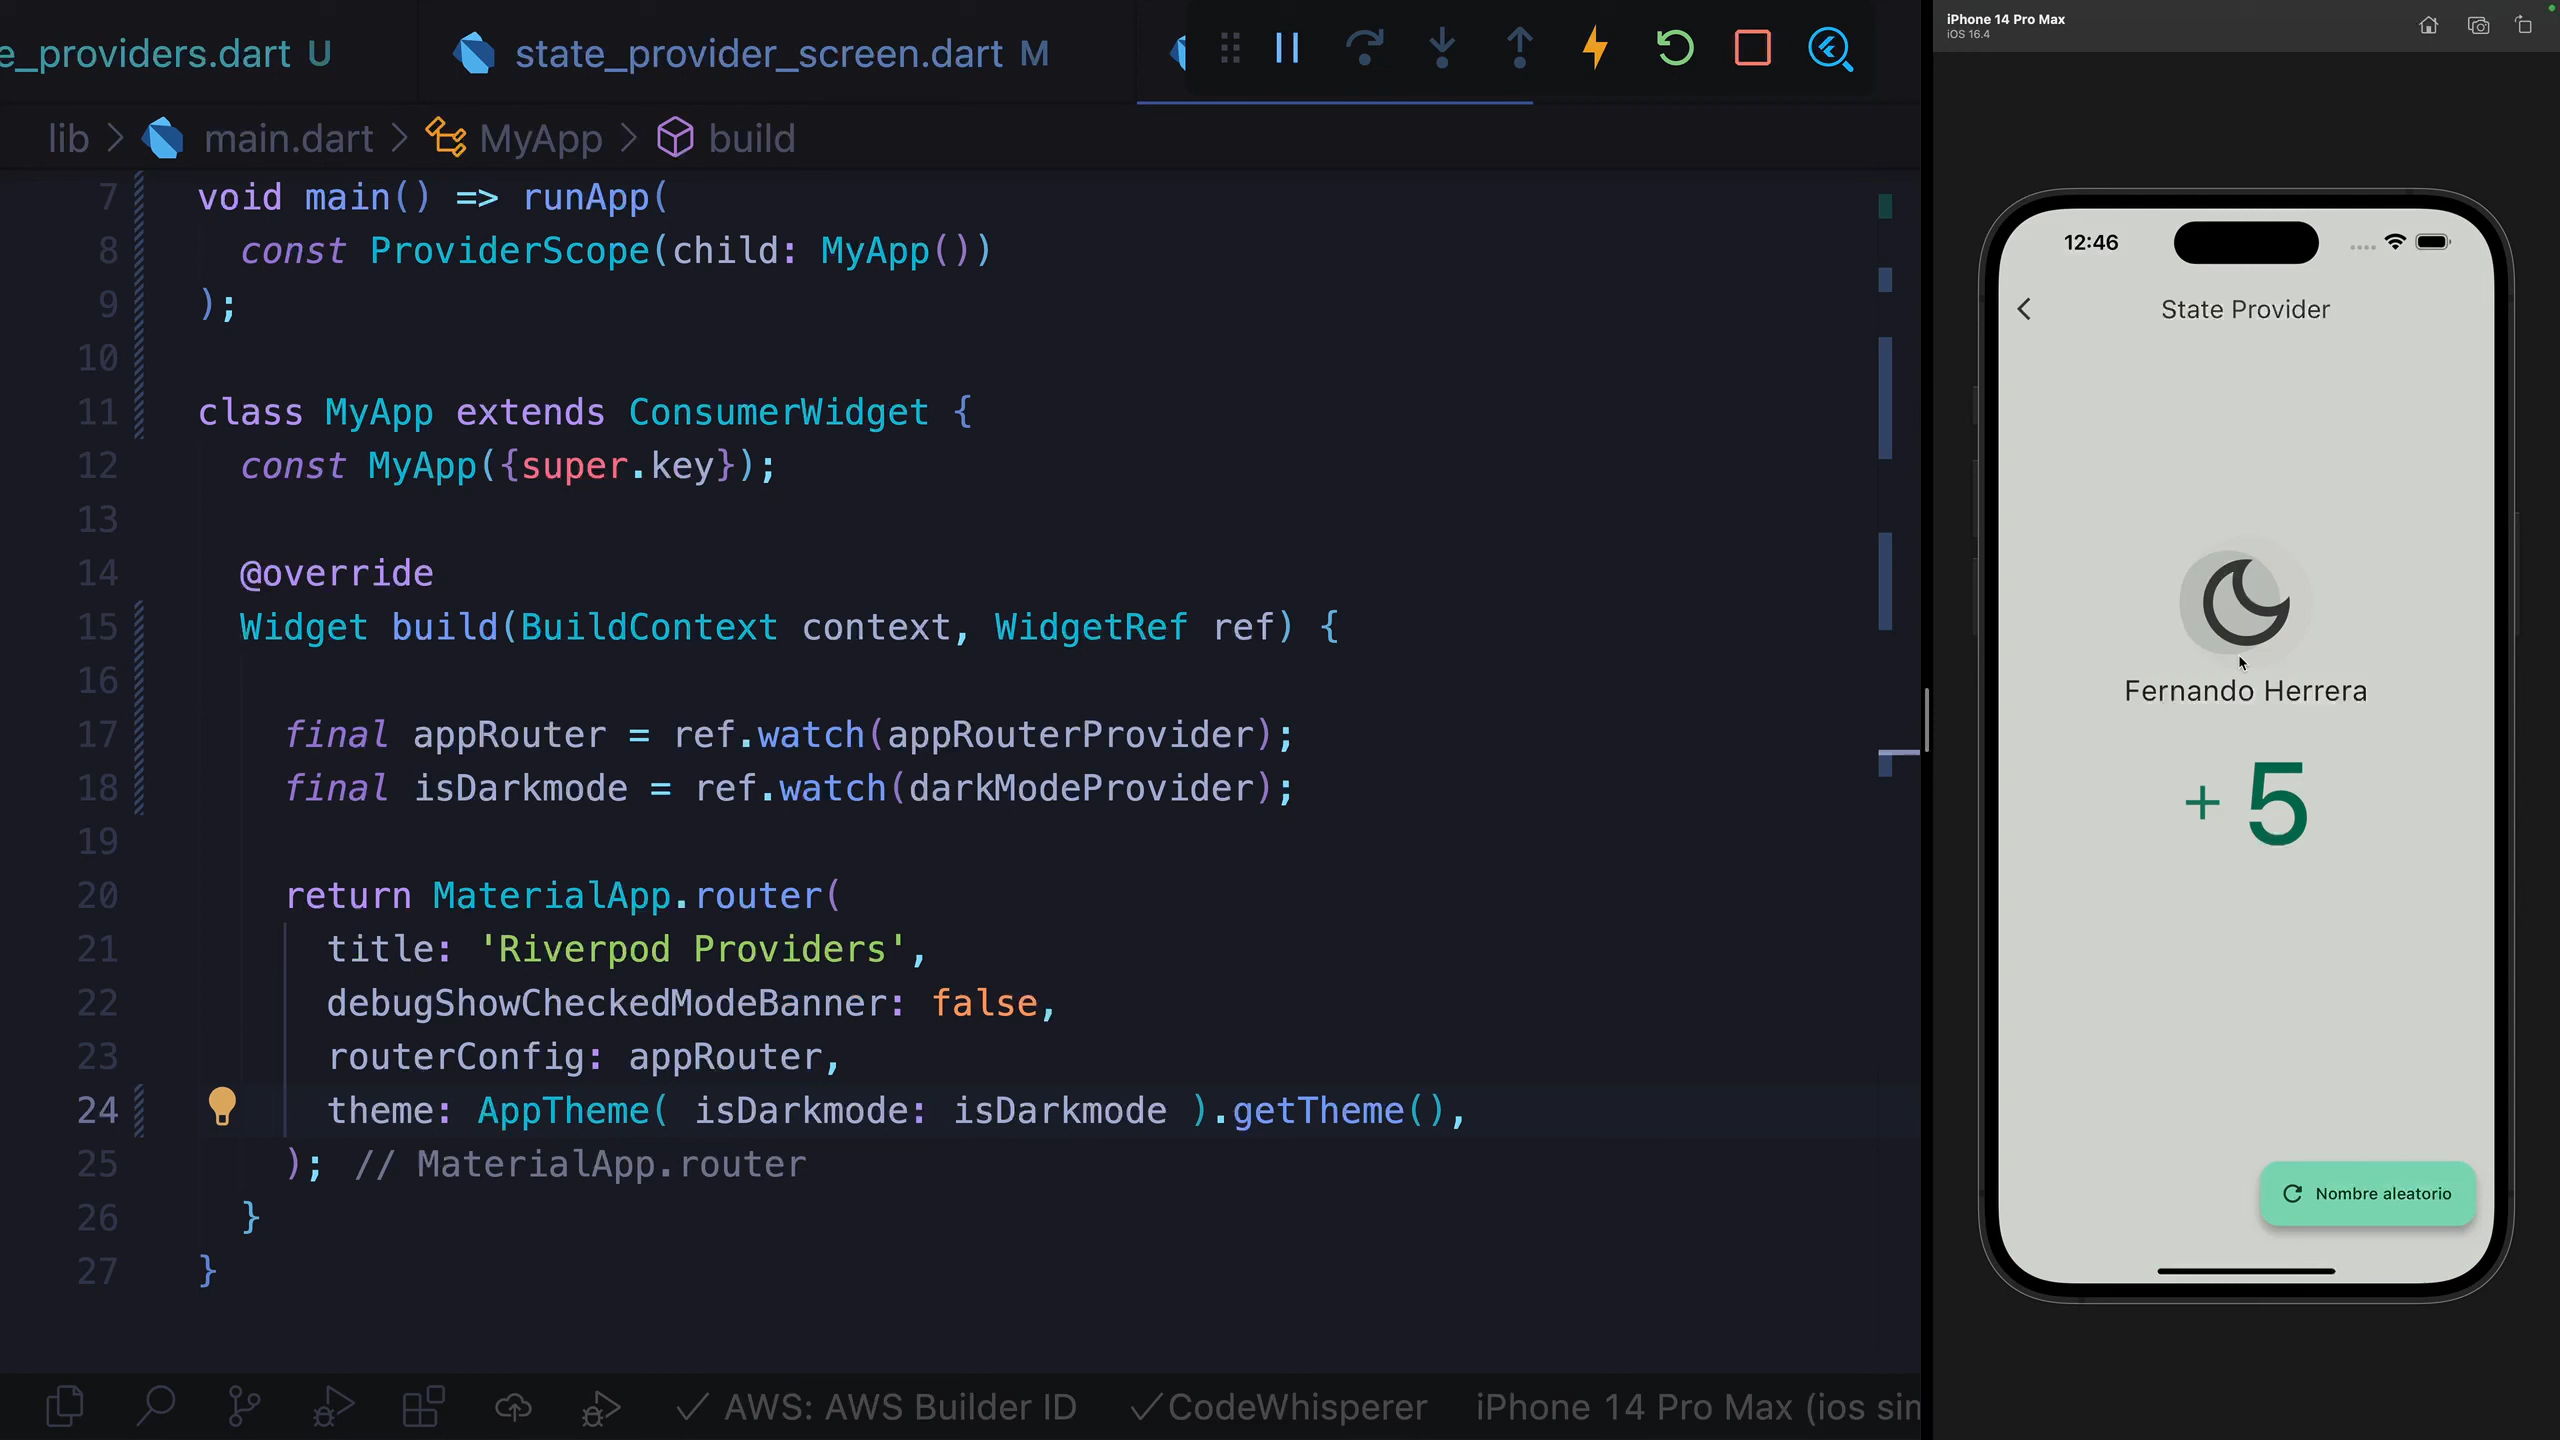 e_providers.dart U
state_provider_screen.dart M
lib > main.dart > MyApp > build
7 void main() => runApp(
8 const ProviderScope(child: MyApp())
9 );
10
11 class MyApp extends ConsumerWidget {
12 const MyApp({super.key});
13
14 @override
15 Widget build(BuildContext context, WidgetRef ref) {
16
17 final appRouter = ref.watch(appRouterProvider);
18 final isDarkmode = ref.watch(darkModeProvider);
19
20 return MaterialApp.router(
21 title: 'Riverpod Providers',
22 debugShowCheckedModeBanner: false,
23 routerConfig: appRouter,
24 theme: AppTheme( isDarkmode: isDarkmode ).getTheme(),
25 ); // MaterialApp.router
26 }
27 }
AWS: AWS Builder ID CodeWhisperer iPhone 14 Pro Max (ios sim
iPhone 14 Pro Max
iOS 16.4
12:46
State Provider
Fernando Herrera
+ 5
Nombre aleatorio